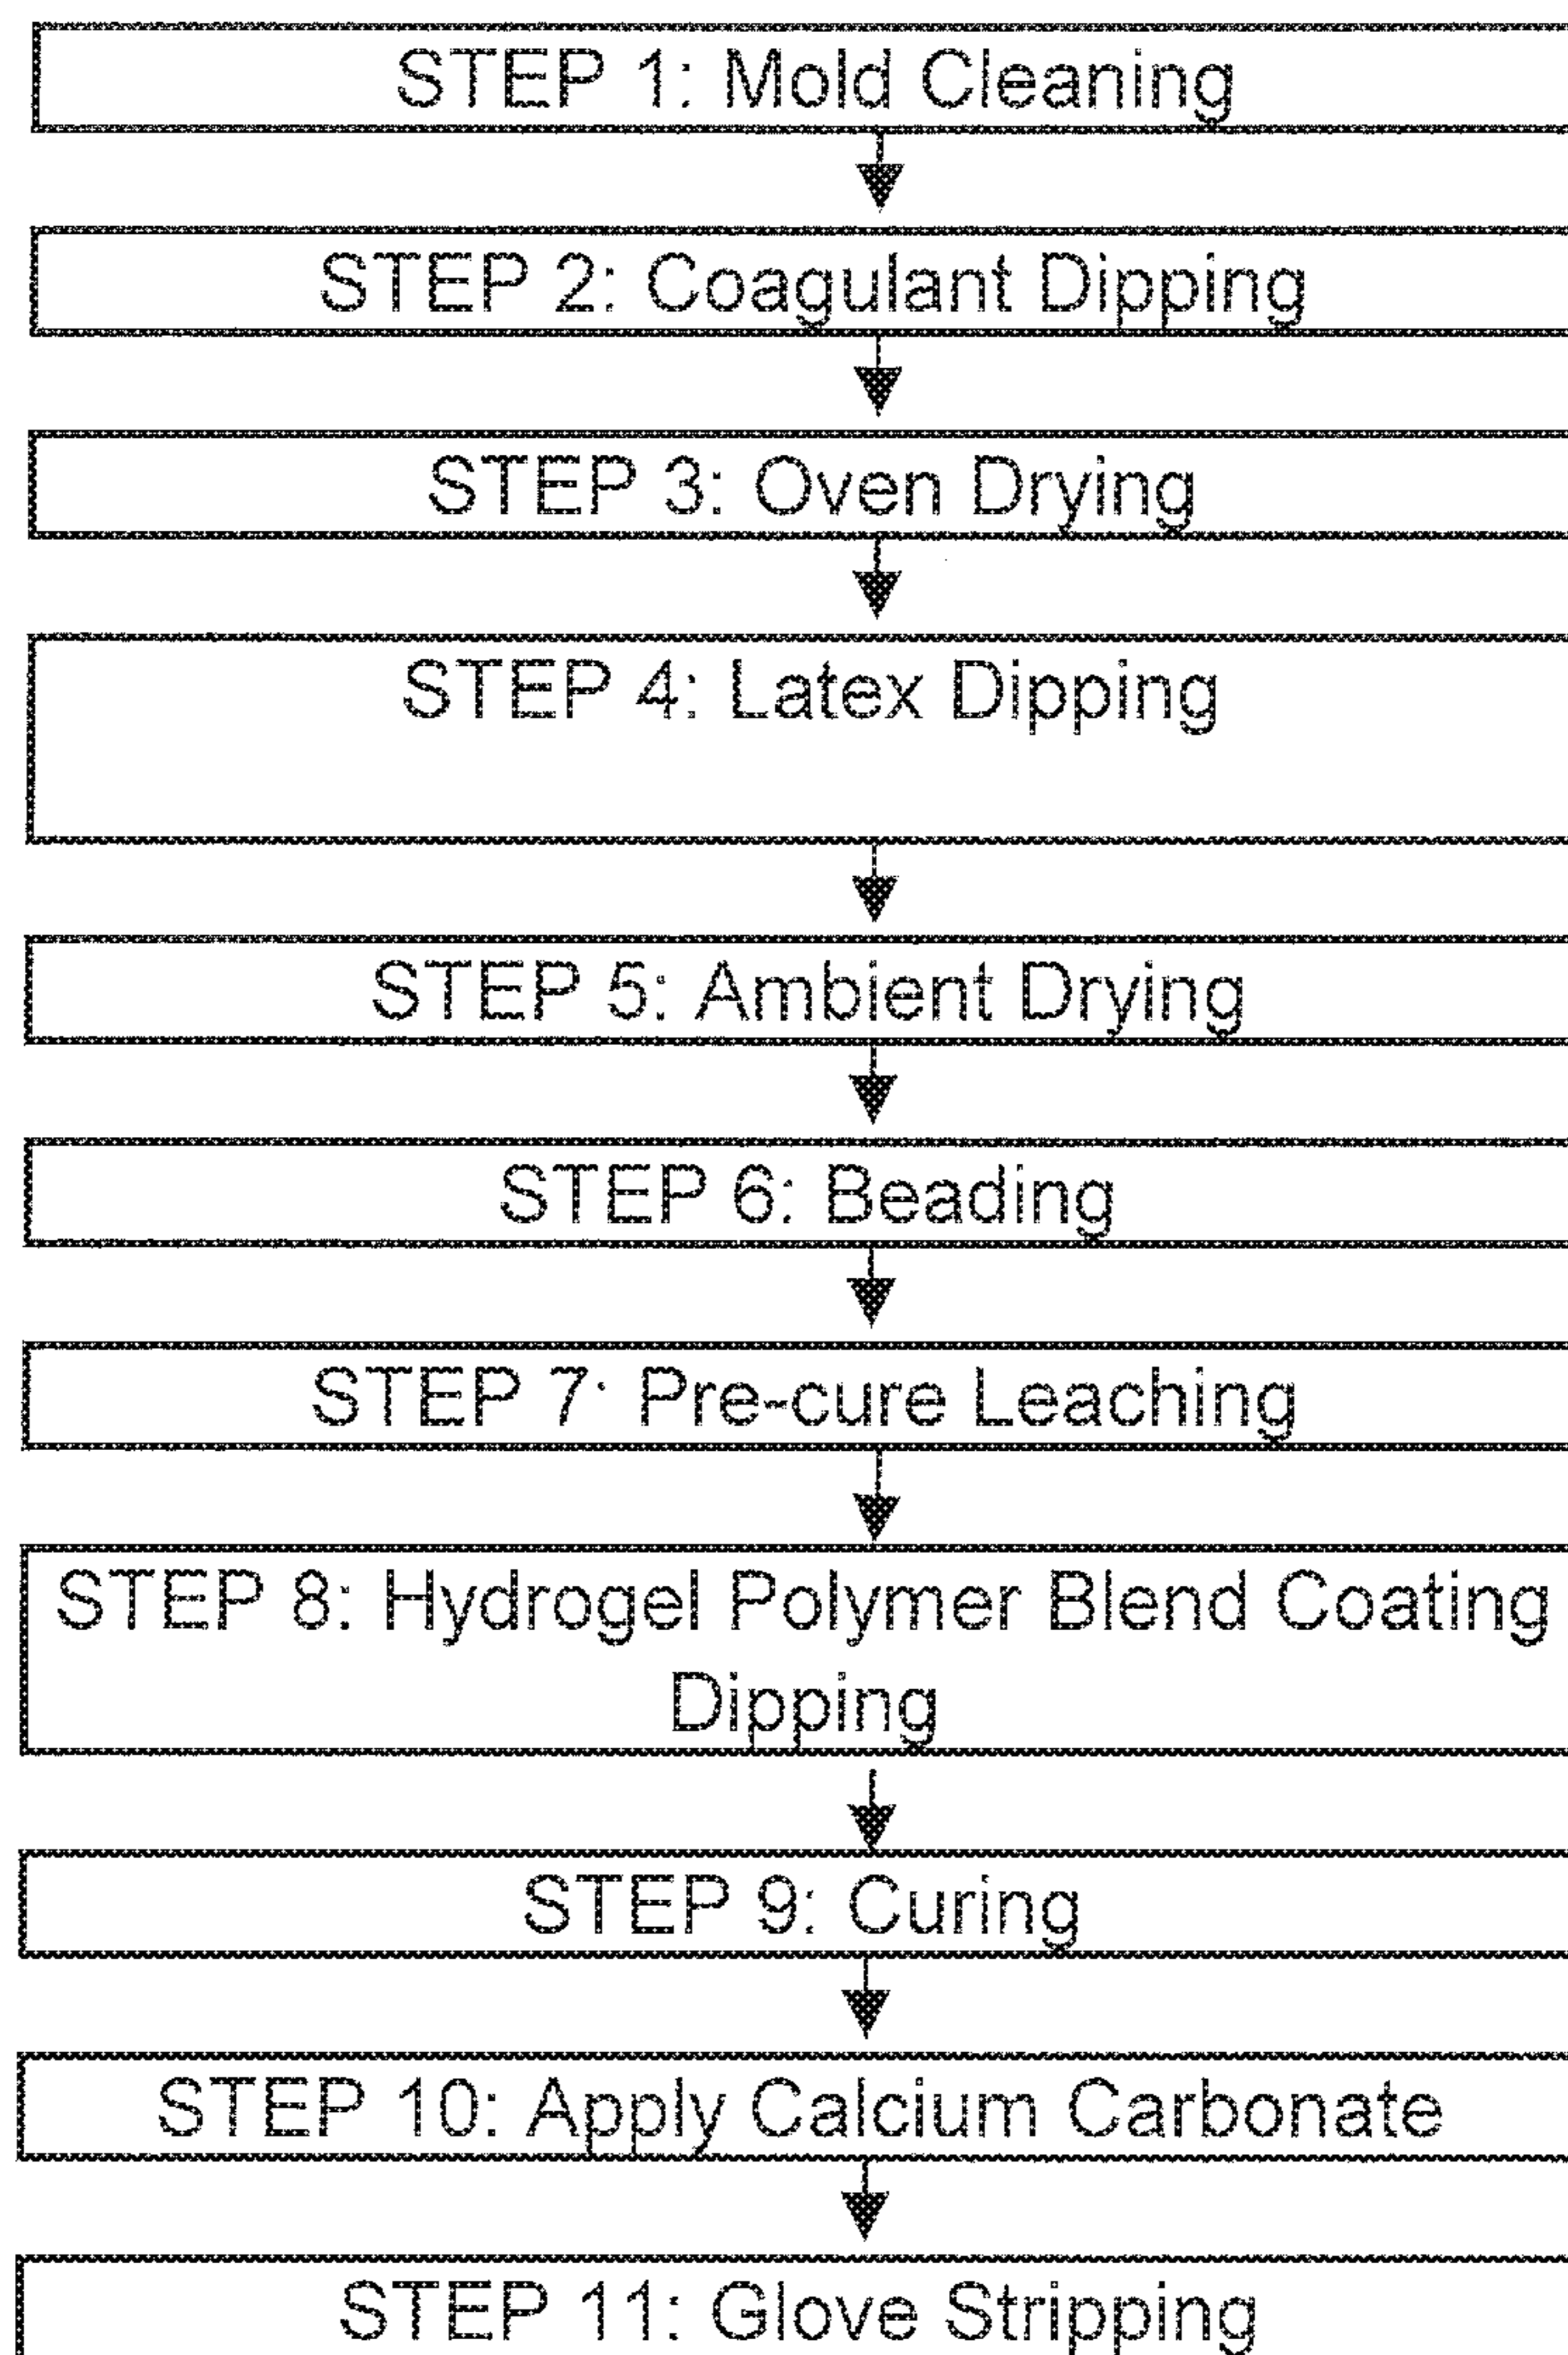 STEP 1: Mold Cleaning
STEP 2: Coagulant Dipping
STEP 3: Oven Drying
STEP 4: Latex Dipping
STEP 5: Ambient Drying
STEP 6: Beading
STEP 7: Pre-cure Leaching
STEP 8: Hydrogel Polymer Blend Coating
Dipping
STEP 9: Curing
STEP 10: Apply Calcium Carbonate
STEP 11: Glove Stripping